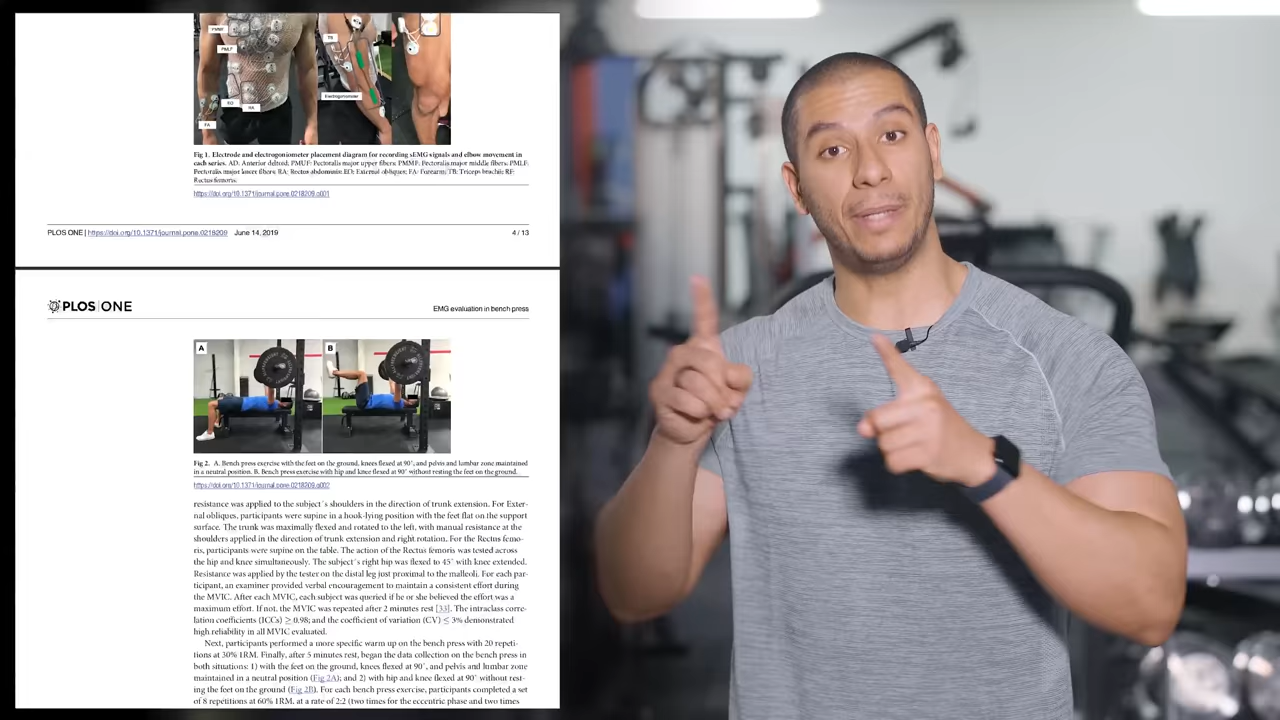 PMMF
PMLF
EO
RA
FA
TB
Electrogoniometer
Fig 1. Electrode and electrogoniometer placement diagram for recording sEMG signals and elbow movement in
each series. AD: Anterior deltoid; PMUF: Pectoralis major upper fibers; PMMF: Pectoralis major middle fibers; PMLF:
Pectoralis major lower fibers; RA: Rectus abdominis; EO: External oblique; FA: Forearm; TB: Triceps brachii; RF:
Rectus femoris.
https://doi.org/10.1371/journal.pone.0218209.g001
PLOS ONE | https://doi.org/10.1371/journal.pone.0218209 June 14, 2019
4 / 13
PLOS ONE
EMG evaluation in bench press
A
B
Fig 2. A. Bench press exercise with the feet on the ground, knees flexed at 90°, and pelvis and lumbar zone maintained
in a neutral position. B. Bench press exercise with hip and knee flexed at 90° without resting the feet on the ground.
https://doi.org/10.1371/journal.pone.0218209.g002
resistance was applied to the subject's shoulders in the direction of trunk extension. For Exter-
nal obliques, participants were supine in a hook-lying position with the feet flat on the support
surface. The trunk was maximally flexed and rotated to the left, with manual resistance at the
shoulders applied in the direction of trunk extension and right rotation. For the Rectus femo-
ris, participants were supine on the table. The action of the Rectus femoris was tested across
the hip and knee simultaneously. The subject's right hip was flexed to 45° with knee extended.
Resistance was applied by the tester on the distal leg just proximal to the malleoli. For each par-
ticipant, an examiner provided verbal encouragement to maintain a consistent effort during
the MVIC. After each MVIC, each subject was queried if he or she believed the effort was a
maximum effort. If not, the MVIC was repeated after 2 minutes rest [33]. The intraclass corre-
lation coefficients (ICCs) ≥ 0.98; and the coefficient of variation (CV) ≤ 3% demonstrated
high reliability in all MVIC evaluated.
Next, participants performed a more specific warm up on the bench press with 20 repeti-
tions at 30% 1RM. Finally, after 5 minutes rest, began the data collection on the bench press in
both situations: 1) with the feet on the ground, knees flexed at 90°, and pelvis and lumbar zone
maintained in a neutral position (Fig 2A); and 2) with hip and knee flexed at 90° without rest-
ing the feet on the ground (Fig 2B). For each bench press exercise, participants completed a set
of 8 repetitions at 60% 1RM, at a rate of 2:2 (two times for the eccentric phase and two times